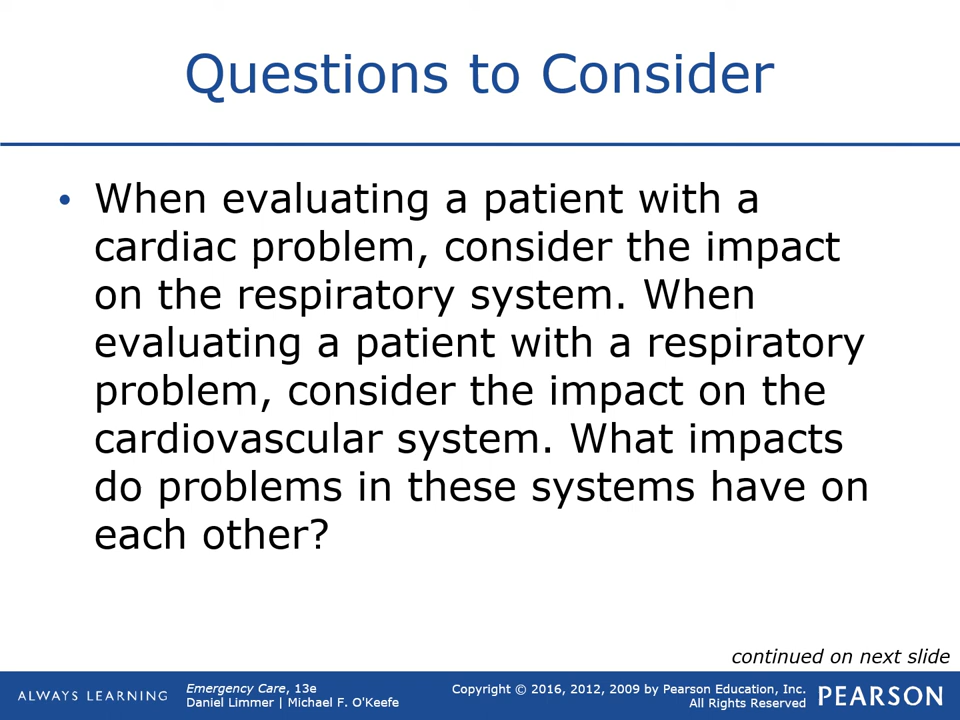 Questions to Consider
• When evaluating a patient with a
cardiac problem, consider the impact
on the respiratory system. When
evaluating a patient with a respiratory
problem, consider the impact on the
cardiovascular system. What impacts
do problems in these systems have on
each other?
continued on next slide
ALWAYS LEARNING
Emergency Care, 13e
Daniel Limmer | Michael F. O'Keefe
Copyright © 2016, 2012, 2009 by Pearson Education, Inc.
All Rights Reserved
PEARSON